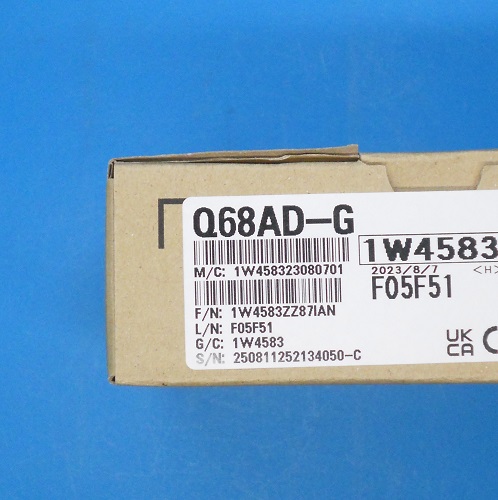 Q68AD-G
1W4583
M/C: 1W458323080701
2023/8/7
<H>
F05F51
F/N: 1W4583ZZ87IAN
L/N: F05F51
G/C: 1W4583
S/N: 250811252134050-C
UK
CA